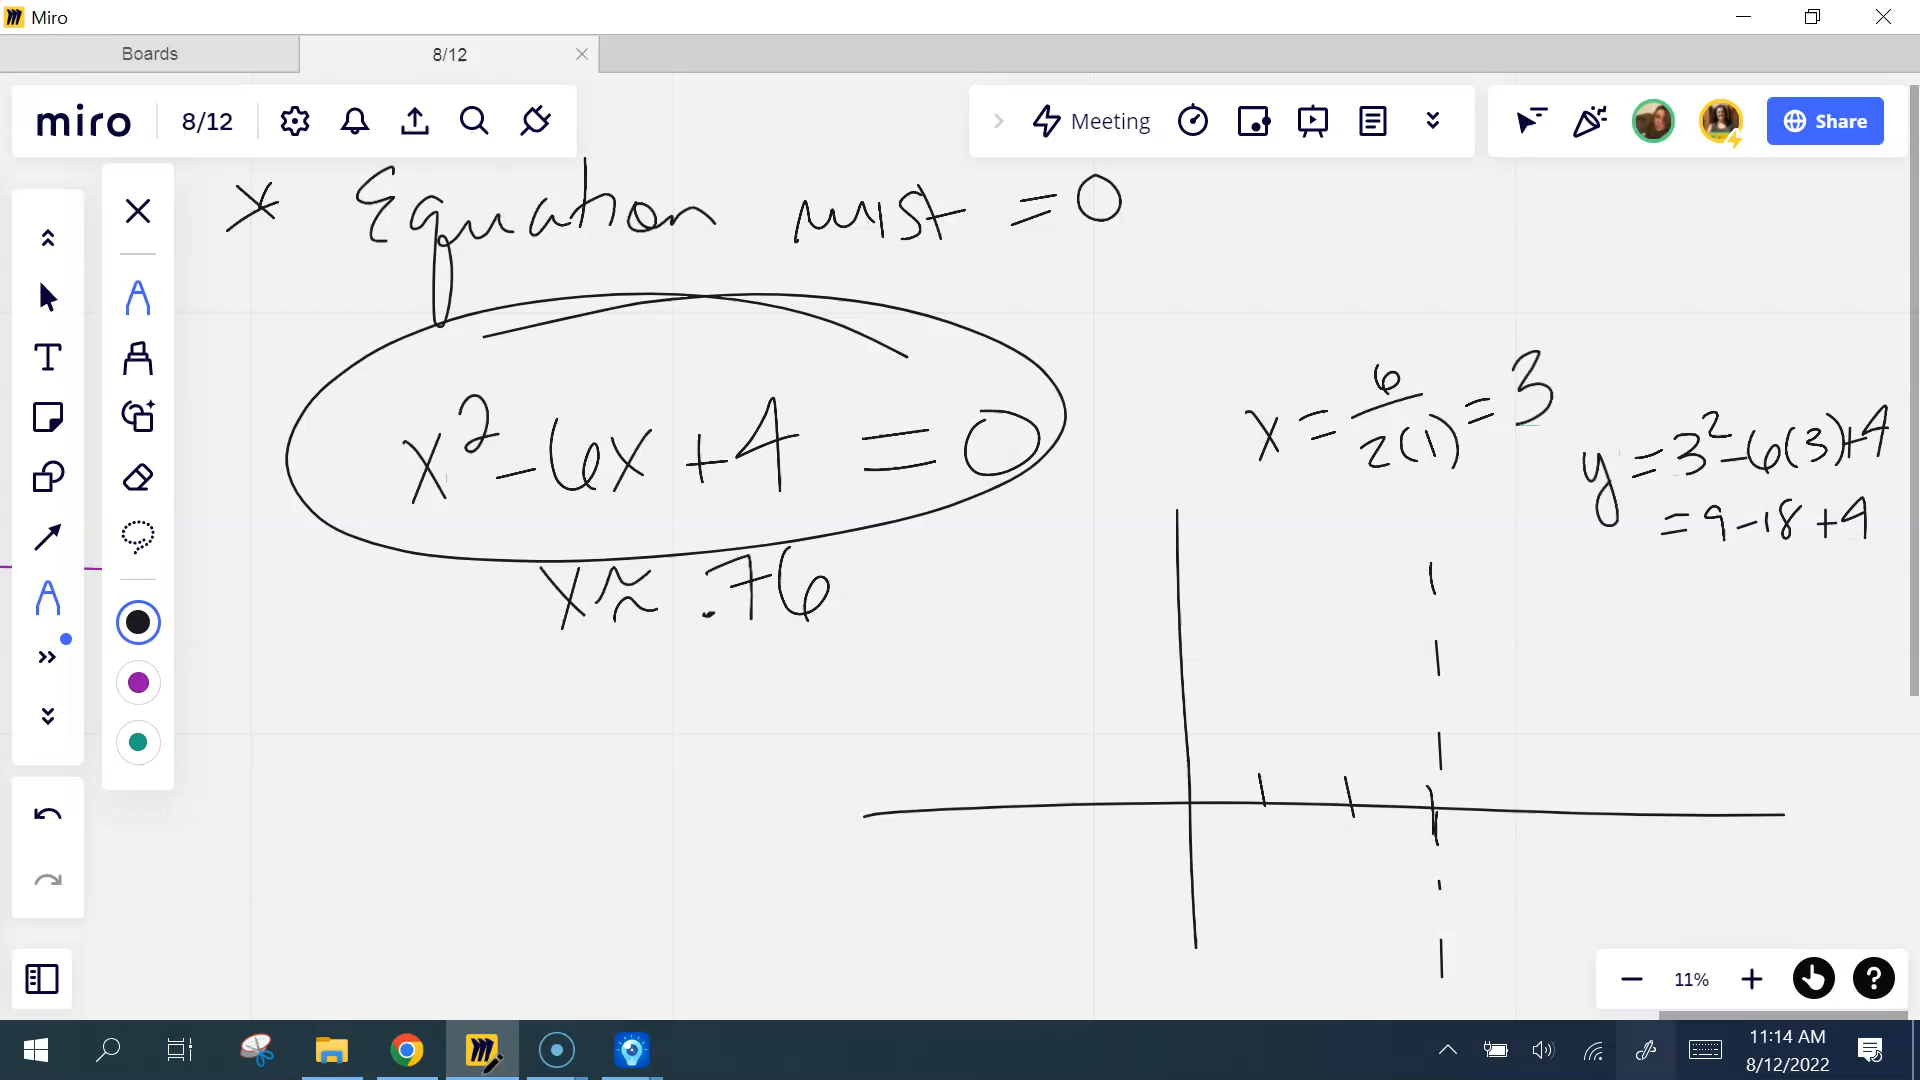 Miro
Boards
8/12
miro
8/12
Meeting
Share
* Equation mist = 0
x² - 6x + 4 = 0
x ≈ .76
x = 6/2(1) = 3
y = 3² - 6(3) + 4
= 9 - 18 + 4
11%
11:14 AM
8/12/2022